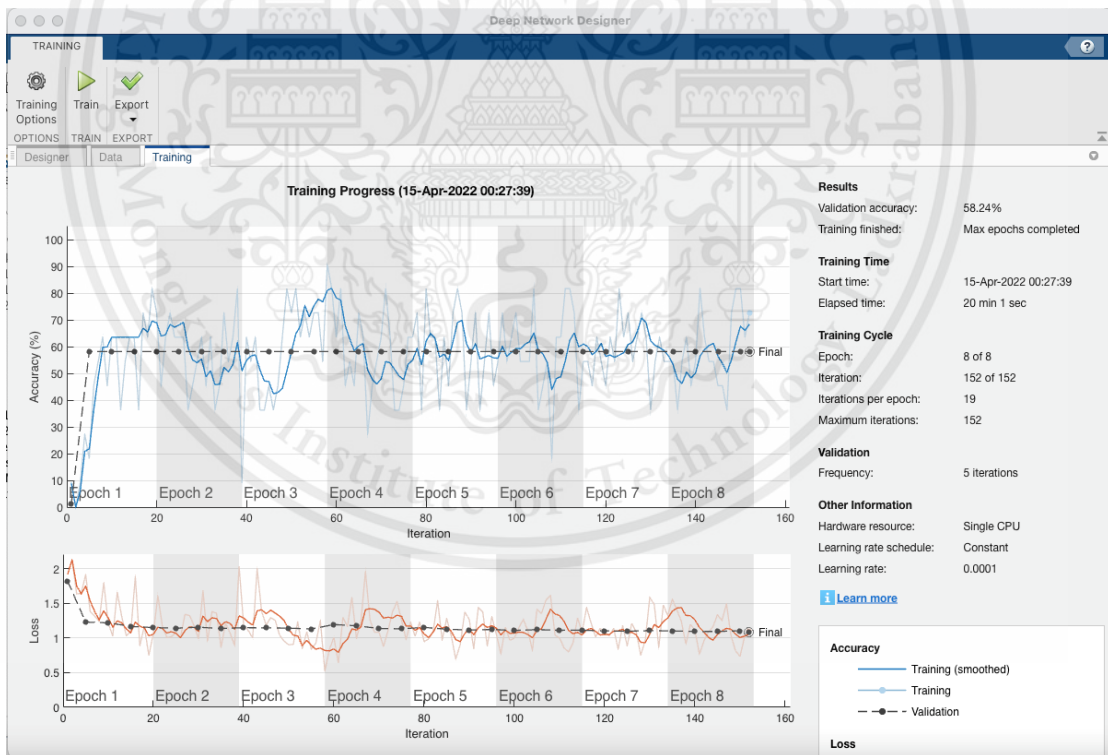 Deep Network Designer
TRAINING
?
Training Options
Train
Export
OPTIONS
TRAIN
EXPORT
Designer
Data
Training
Training Progress (15-Apr-2022 00:27:39)
Accuracy (%)
100
90
80
70
60
50
40
30
20
10
0
Final
Epoch 1
Epoch 2
Epoch 3
Epoch 4
Epoch 5
Epoch 6
Epoch 7
Epoch 8
0 20 40 60 80 100 120 140 160
Iteration
Loss
2
1.5
1
0.5
0
Final
Epoch 1
Epoch 2
Epoch 3
Epoch 4
Epoch 5
Epoch 6
Epoch 7
Epoch 8
0 20 40 60 80 100 120 140 160
Iteration
Results
Validation accuracy: 58.24%
Training finished: Max epochs completed
Training Time
Start time: 15-Apr-2022 00:27:39
Elapsed time: 20 min 1 sec
Training Cycle
Epoch: 8 of 8
Iteration: 152 of 152
Iterations per epoch: 19
Maximum iterations: 152
Validation
Frequency: 5 iterations
Other Information
Hardware resource: Single CPU
Learning rate schedule: Constant
Learning rate: 0.0001
i Learn more
Accuracy
Training (smoothed)
Training
Validation
Loss
King Mongkut's Institute of Technology Ladkrabang